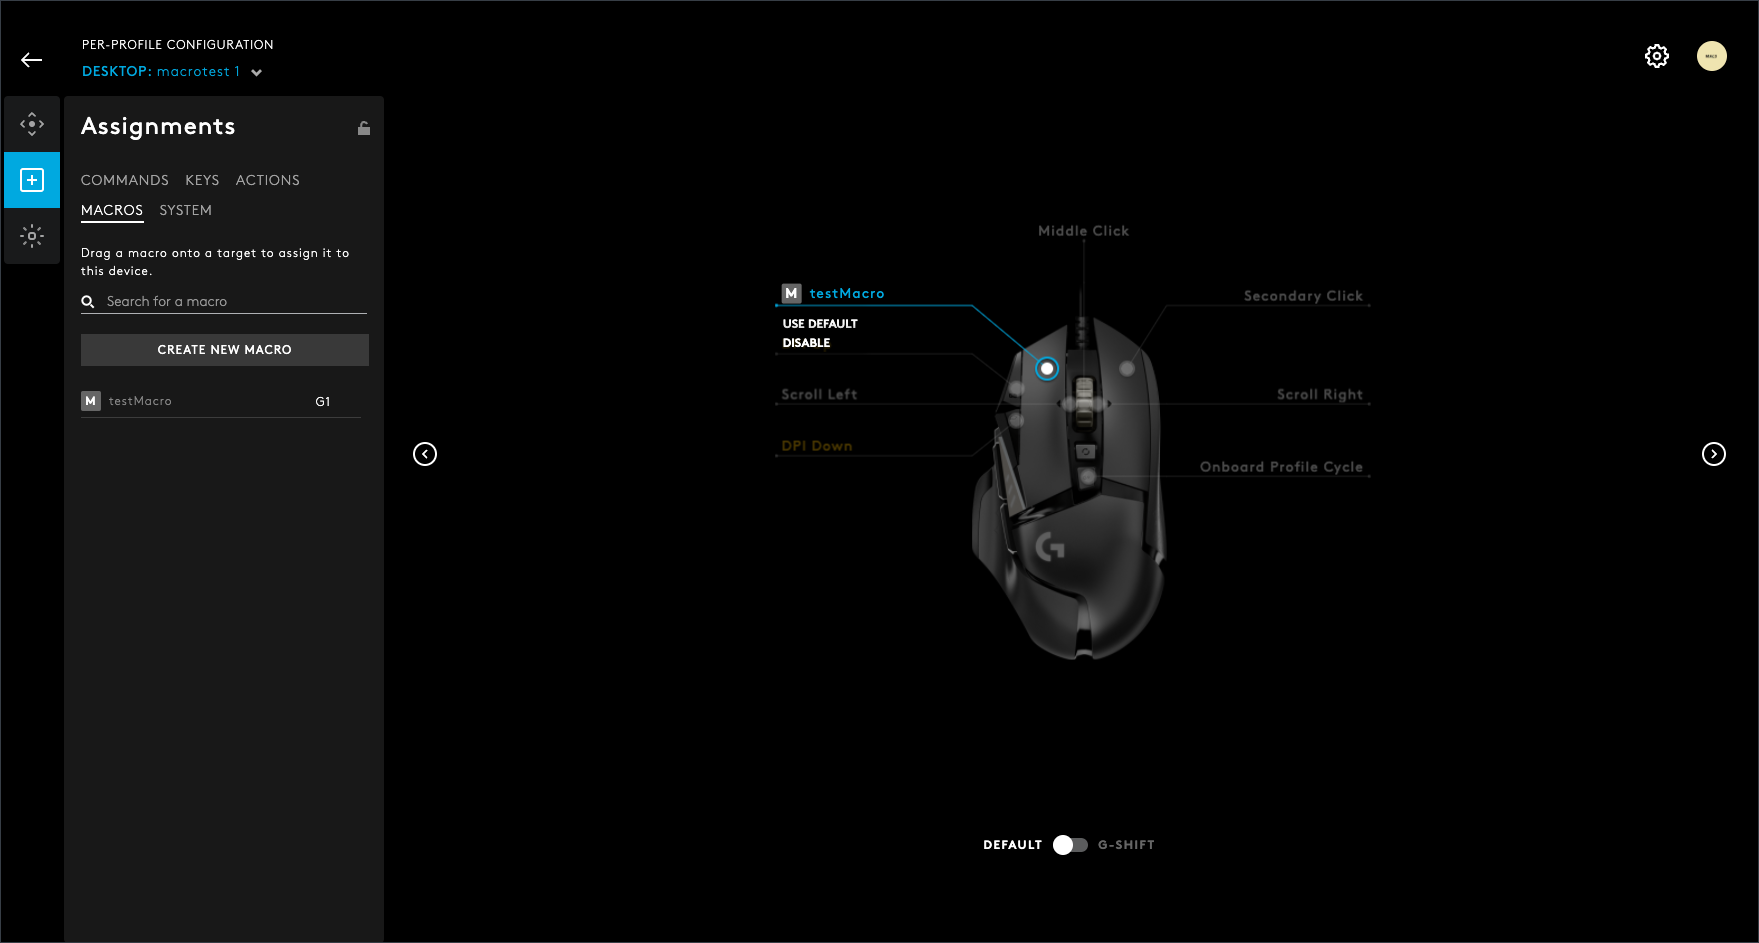 PER-PROFILE CONFIGURATION
DESKTOP: macrotest 1
Assignments
COMMANDS KEYS ACTIONS
MACROS SYSTEM
Drag a macro onto a target to assign it to
this device.
Search for a macro
CREATE NEW MACRO
M testMacro G1
Middle Click
M testMacro
Secondary Click
USE DEFAULT
DISABLE
Scroll Left
Scroll Right
DPI Down
Onboard Profile Cycle
DEFAULT G-SHIFT